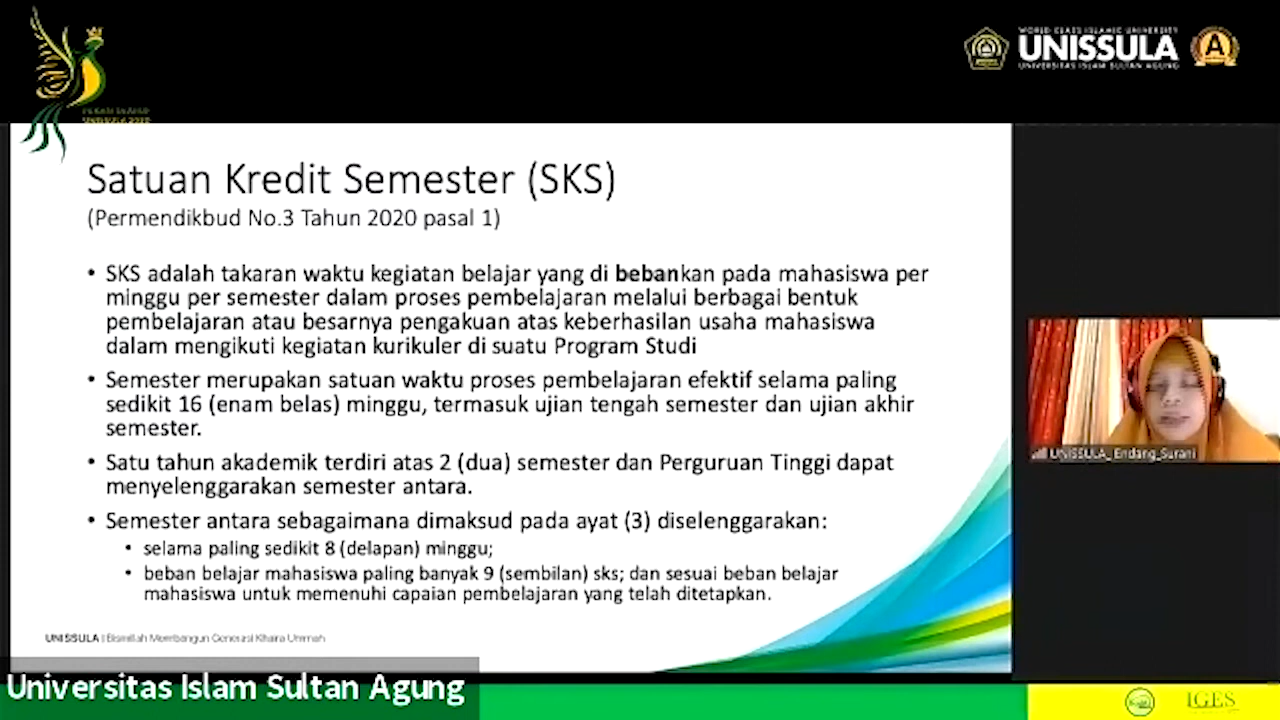 WORLD CLASS ISLAMIC UNIVERSITY
UNISSULA
UNIVERSITAS ISLAM SULTAN AGUNG
A
UNISSULA 2020
Satuan Kredit Semester (SKS)
(Permendikbud No.3 Tahun 2020 pasal 1)
• SKS adalah takaran waktu kegiatan belajar yang di bebankan pada mahasiswa per
minggu per semester dalam proses pembelajaran melalui berbagai bentuk
pembelajaran atau besarnya pengakuan atas keberhasilan usaha mahasiswa
dalam mengikuti kegiatan kurikuler di suatu Program Studi
• Semester merupakan satuan waktu proses pembelajaran efektif selama paling
sedikit 16 (enam belas) minggu, termasuk ujian tengah semester dan ujian akhir
semester.
• Satu tahun akademik terdiri atas 2 (dua) semester dan Perguruan Tinggi dapat
menyelenggarakan semester antara.
• Semester antara sebagaimana dimaksud pada ayat (3) diselenggarakan:
• selama paling sedikit 8 (delapan) minggu;
• beban belajar mahasiswa paling banyak 9 (sembilan) sks; dan sesuai beban belajar
mahasiswa untuk memenuhi capaian pembelajaran yang telah ditetapkan.
UNISSULA_ Endang_Surani
UNISSULA | Bismillah Membangun Generasi Khaira Ummah
Universitas Islam Sultan Agung
IGES